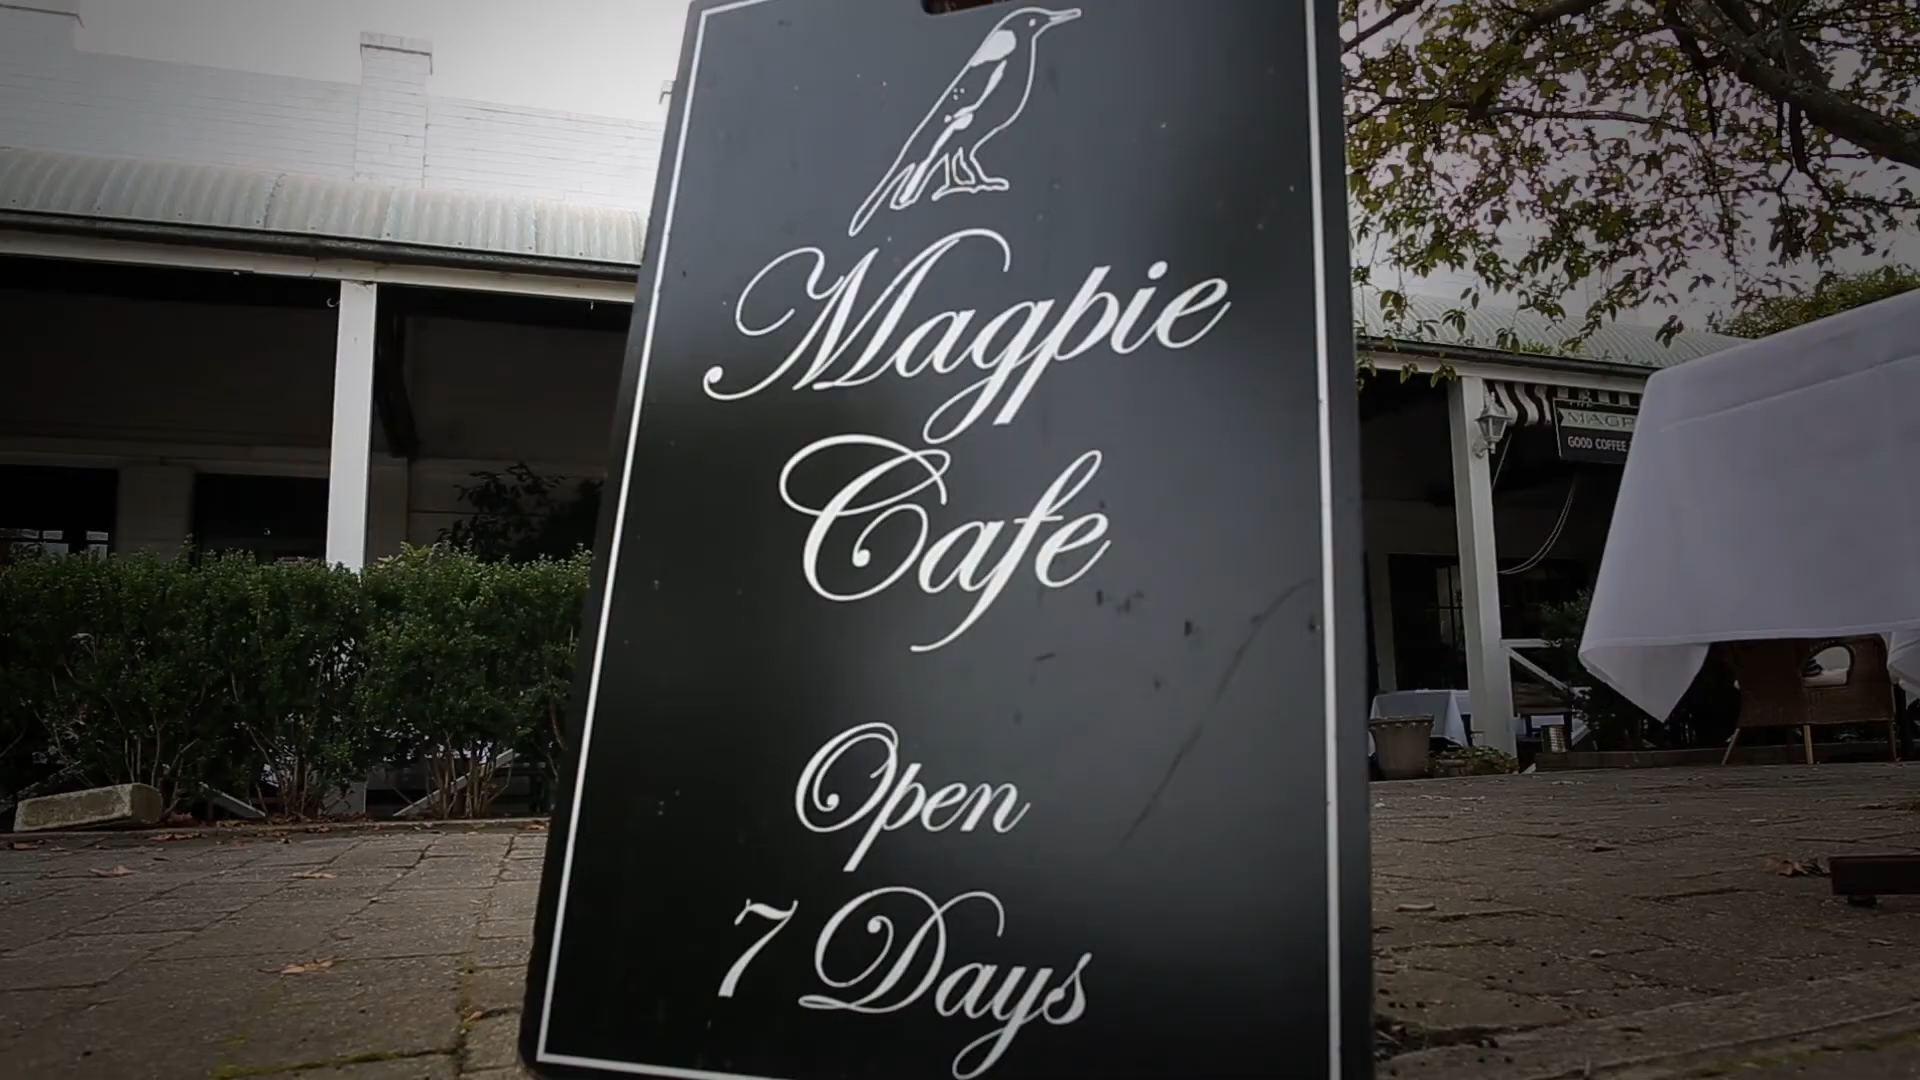 Magpie
Cafe
Open
7 Days
GOOD COFFEE